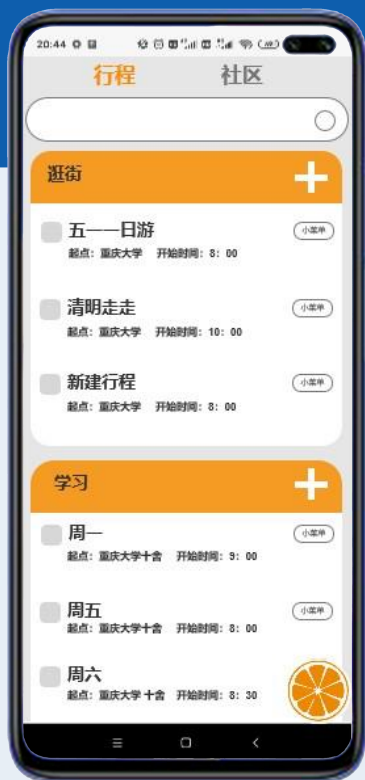 20:44
行程 社区
逛街
五一一日游 小菜单
起点：重庆大学 开始时间：8：00
清明走走 小菜单
起点：重庆大学 开始时间：10：00
新建行程 小菜单
起点：重庆大学 开始时间：8：00
学习
周一 小菜单
起点：重庆大学十舍 开始时间：9：00
周五 小菜单
起点：重庆大学十舍 开始时间：8：00
周六
起点：重庆大学 十舍 开始时间：8：30